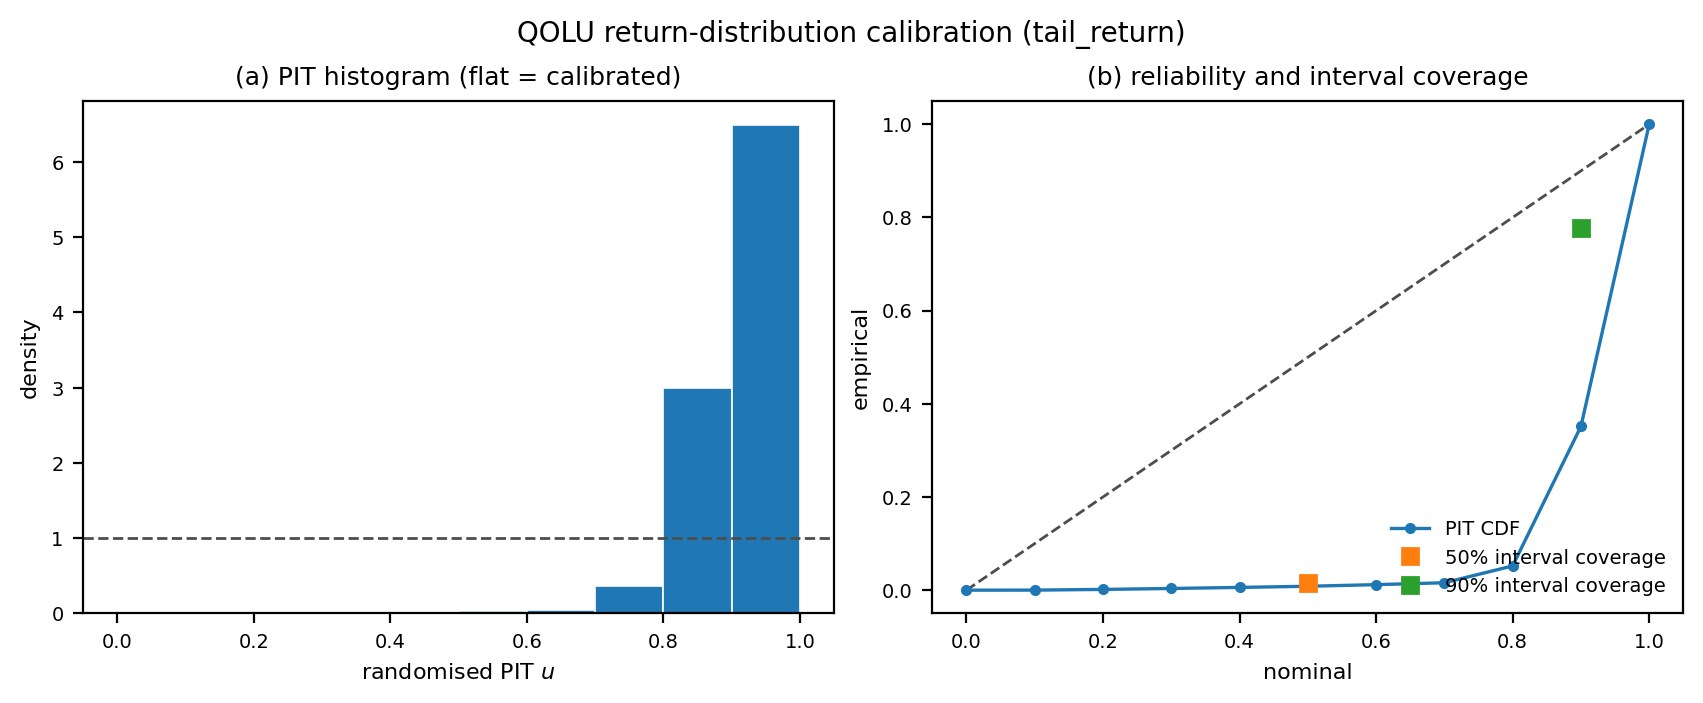 QOLU return-distribution calibration (tail_return)
(a) PIT histogram (flat = calibrated)
6
5
4
3
2
1
0
density
0.0 0.2 0.4 0.6 0.8 1.0
randomised PIT u
(b) reliability and interval coverage
1.0
0.8
0.6
0.4
0.2
0.0
empirical
PIT CDF
50% interval coverage
90% interval coverage
0.0 0.2 0.4 0.6 0.8 1.0
nominal